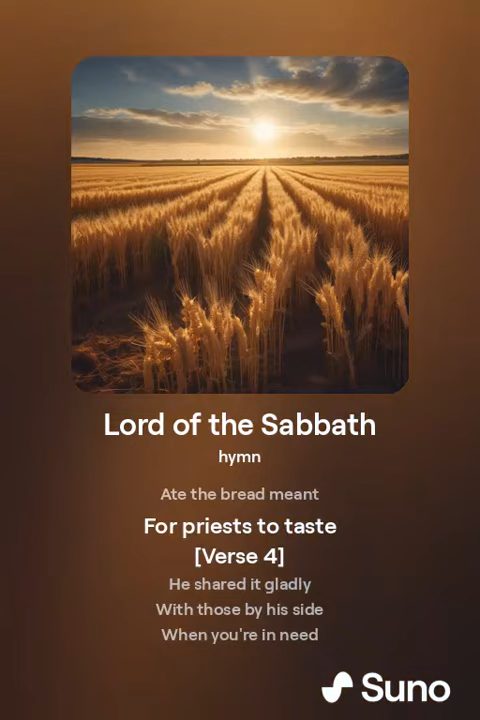 Lord of the Sabbath
hymn
Ate the bread meant
For priests to taste
[Verse 4]
He shared it gladly
With those by his side
When you're in need
Suno